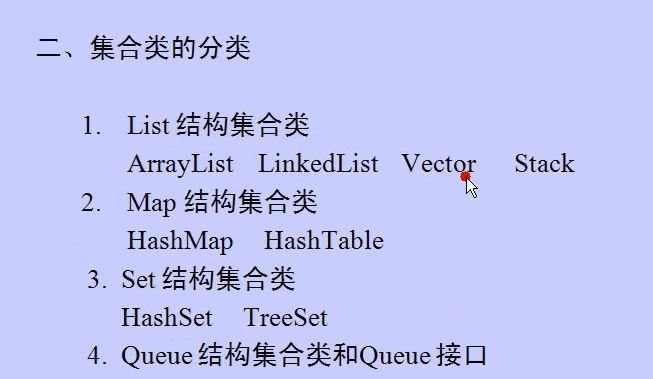 二、集合类的分类
1. List 结构集合类
ArrayList LinkedList Vector Stack
2. Map 结构集合类
HashMap HashTable
3. Set 结构集合类
HashSet TreeSet
4. Queue 结构集合类和Queue 接口